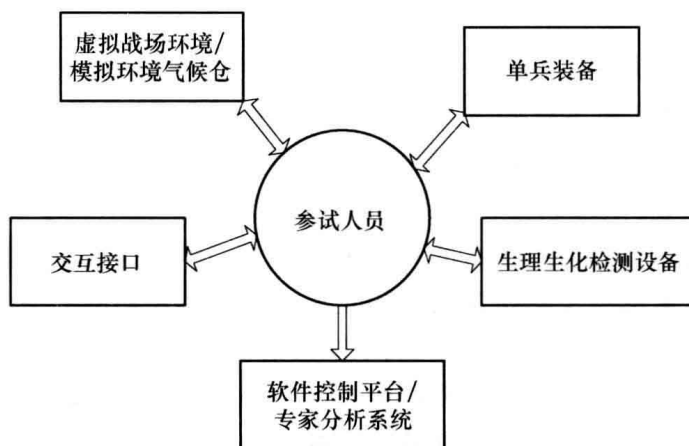 虚拟战场环境/
模拟环境气候仓
单兵装备
参试人员
交互接口
生理生化检测设备
软件控制平台/
专家分析系统